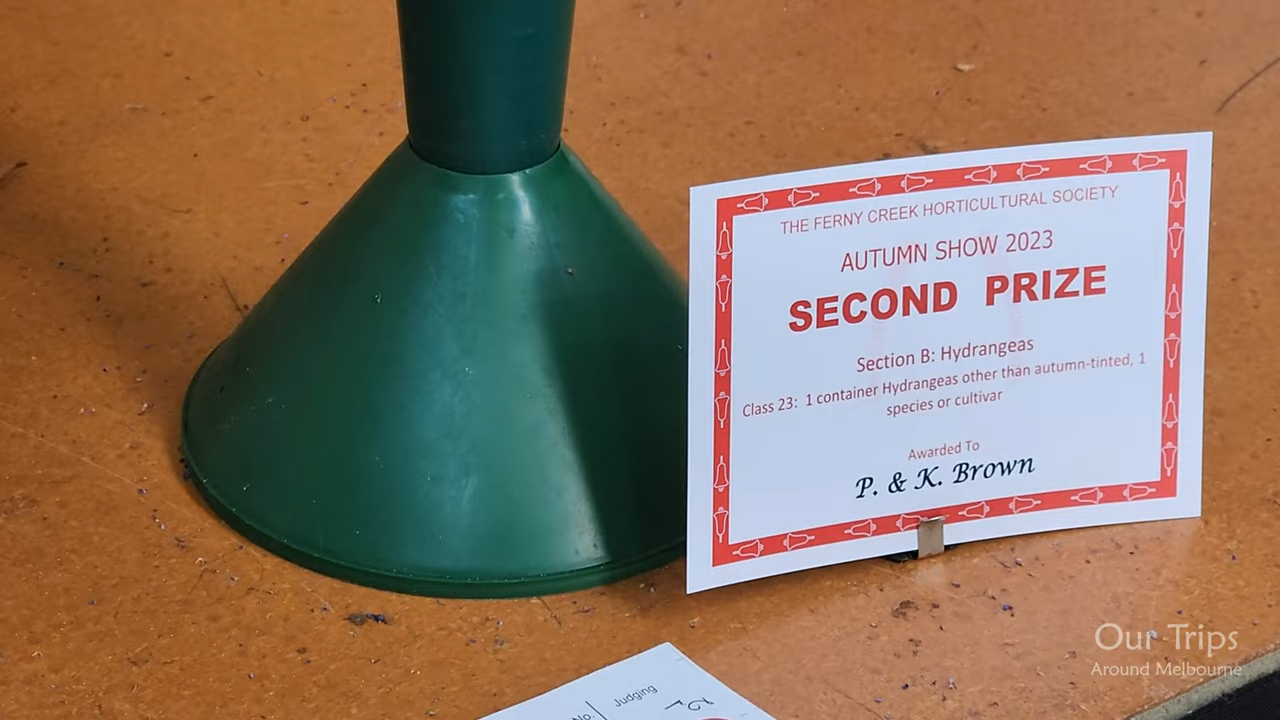 THE FERNY CREEK HORTICULTURAL SOCIETY
AUTUMN SHOW 2023
SECOND PRIZE
Section B: Hydrangeas
Class 23: 1 container Hydrangeas other than autumn-tinted, 1
species or cultivar
Awarded To
P. & K. Brown
Our Trips
Around Melbourne
Judging